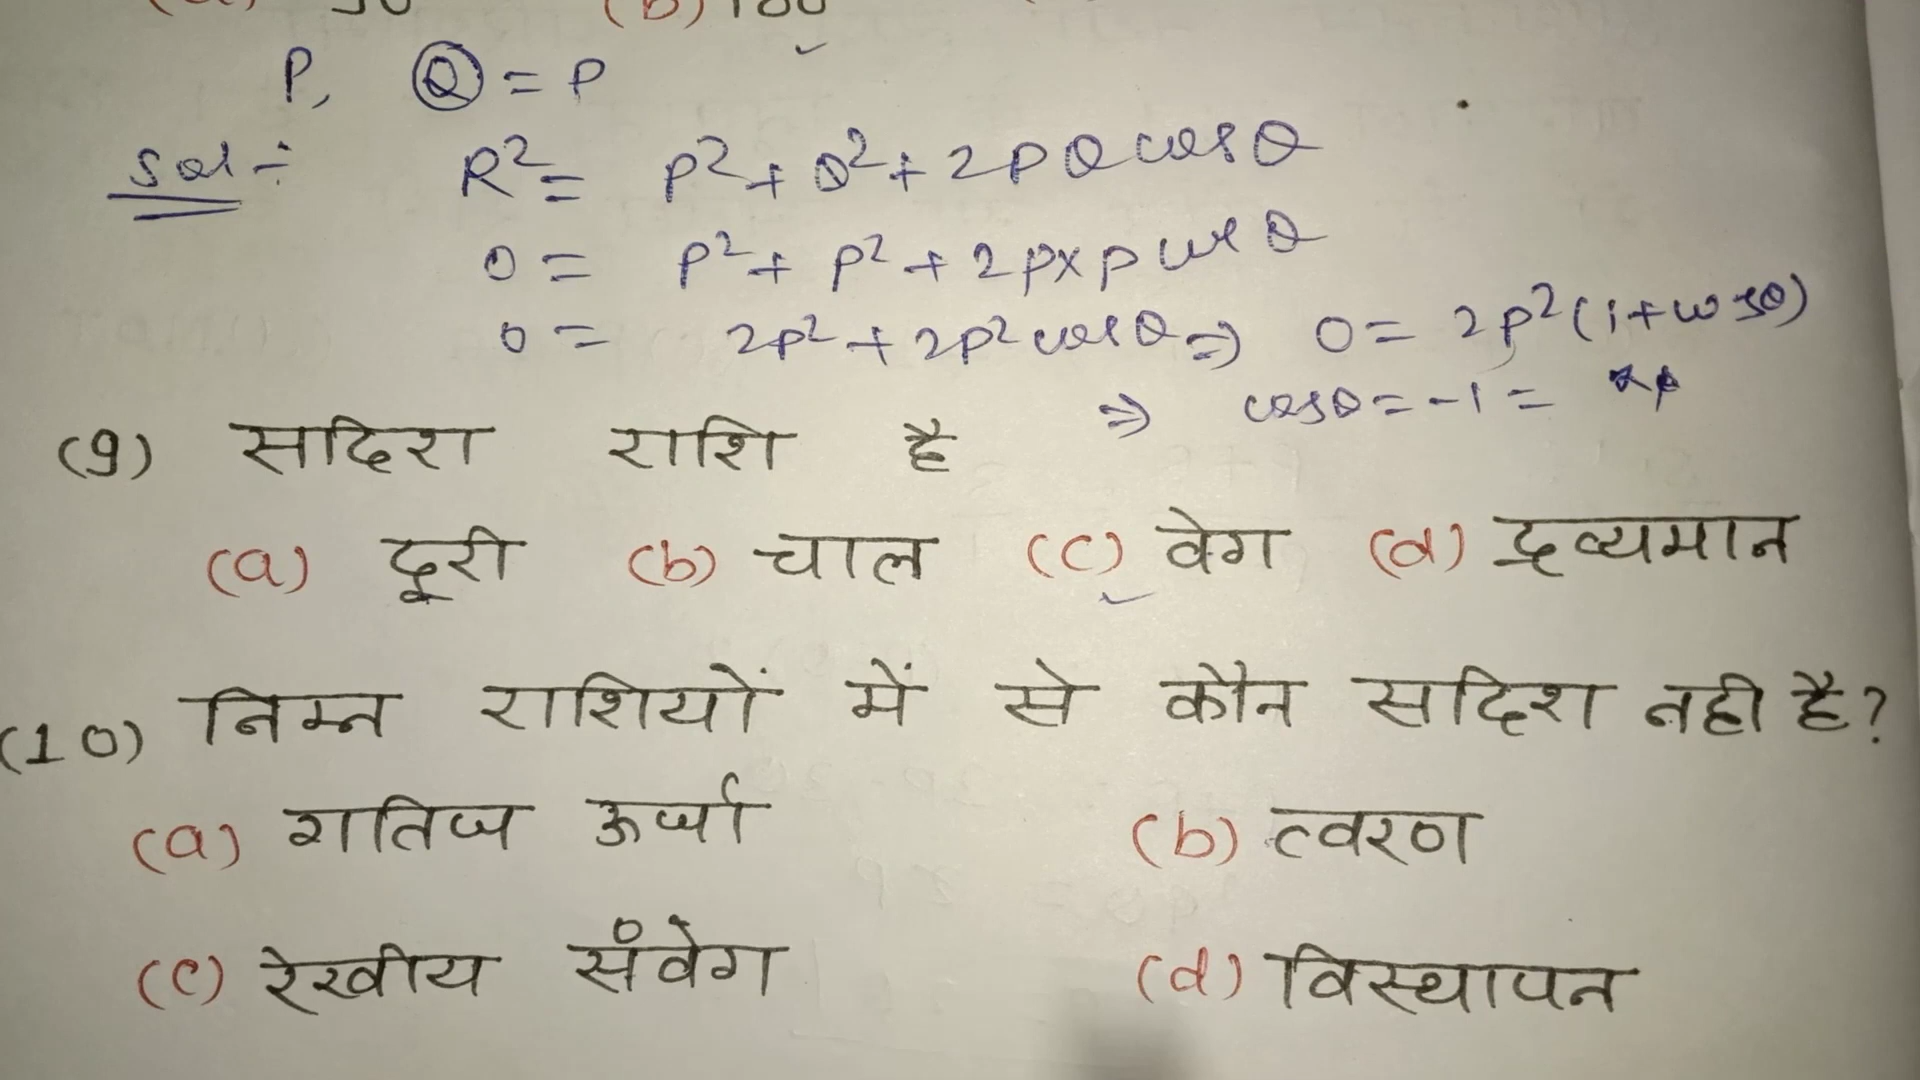 (b) 180
P, Q = P
Sol ÷ R² = P² + Q² + 2PQ cosθ
0 = P² + P² + 2P×P cosθ
0 = 2P² + 2P² cosθ ⇒ 0 = 2P²(1+cosθ)
⇒ cosθ = -1 =
(9) सदिश राशि है
(a) दूरी (b) चाल (c) वेग (d) द्रव्यमान
(10) निम्न राशियों में से कौन सदिश नही है?
(a) गतिज ऊर्जा (b) त्वरण
(c) रेखीय संवेग (d) विस्थापन